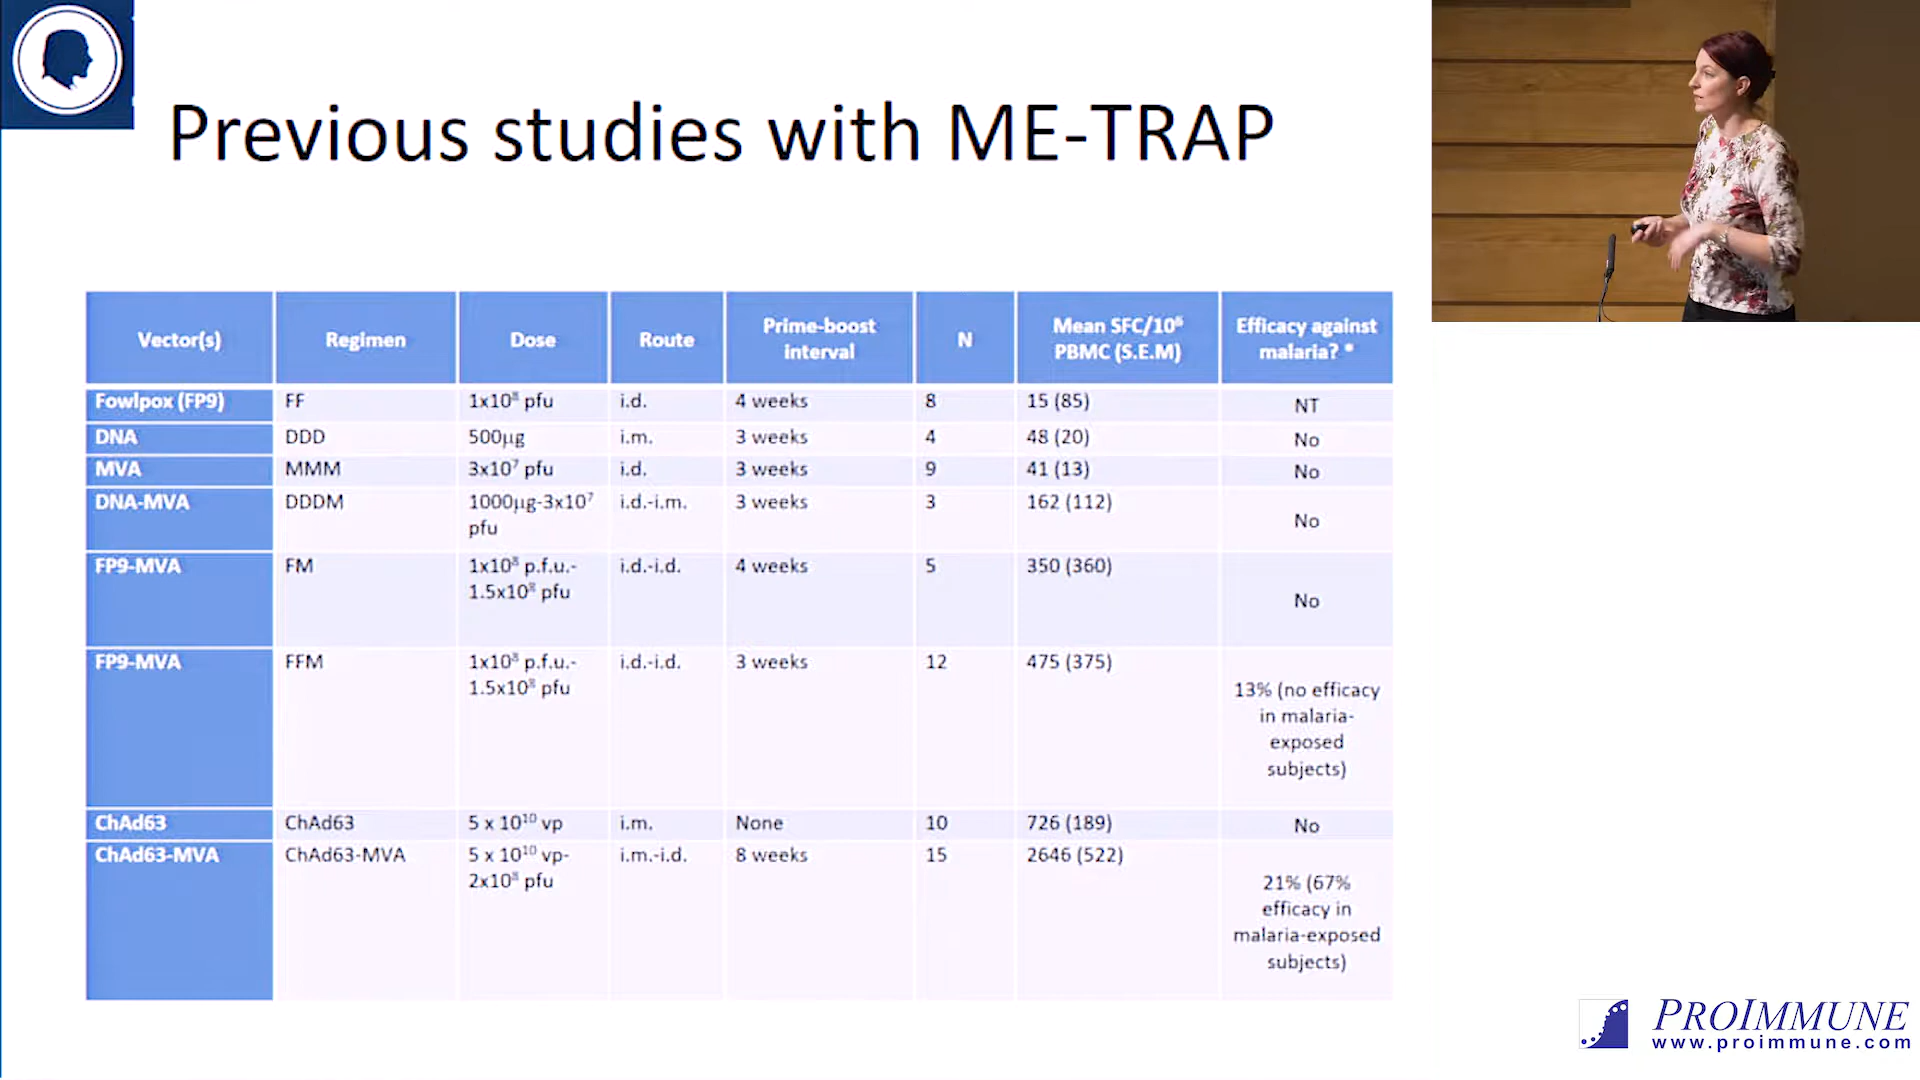 Previous studies with ME-TRAP
Vector(s) Regimen Dose Route Prime-boost interval N Mean SFC/10⁶ PBMC (S.E.M) Efficacy against malaria? *
Fowlpox (FP9) FF 1x10⁸ pfu i.d. 4 weeks 8 15 (85) NT
DNA DDD 500µg i.m. 3 weeks 4 48 (20) No
MVA MMM 3x10⁷ pfu i.d. 3 weeks 9 41 (13) No
DNA-MVA DDDM 1000µg-3x10⁷ pfu i.d.-i.m. 3 weeks 3 162 (112) No
FP9-MVA FM 1x10⁸ p.f.u.-1.5x10⁸ pfu i.d.-i.d. 4 weeks 5 350 (360) No
FP9-MVA FFM 1x10⁸ p.f.u.-1.5x10⁸ pfu i.d.-i.d. 3 weeks 12 475 (375) 13% (no efficacy in malaria-exposed subjects)
ChAd63 ChAd63 5 x 10¹⁰ vp i.m. None 10 726 (189) No
ChAd63-MVA ChAd63-MVA 5 x 10¹⁰ vp-2x10⁸ pfu i.m.-i.d. 8 weeks 15 2646 (522) 21% (67% efficacy in malaria-exposed subjects)
PROIMMUNE
www.proimmune.com